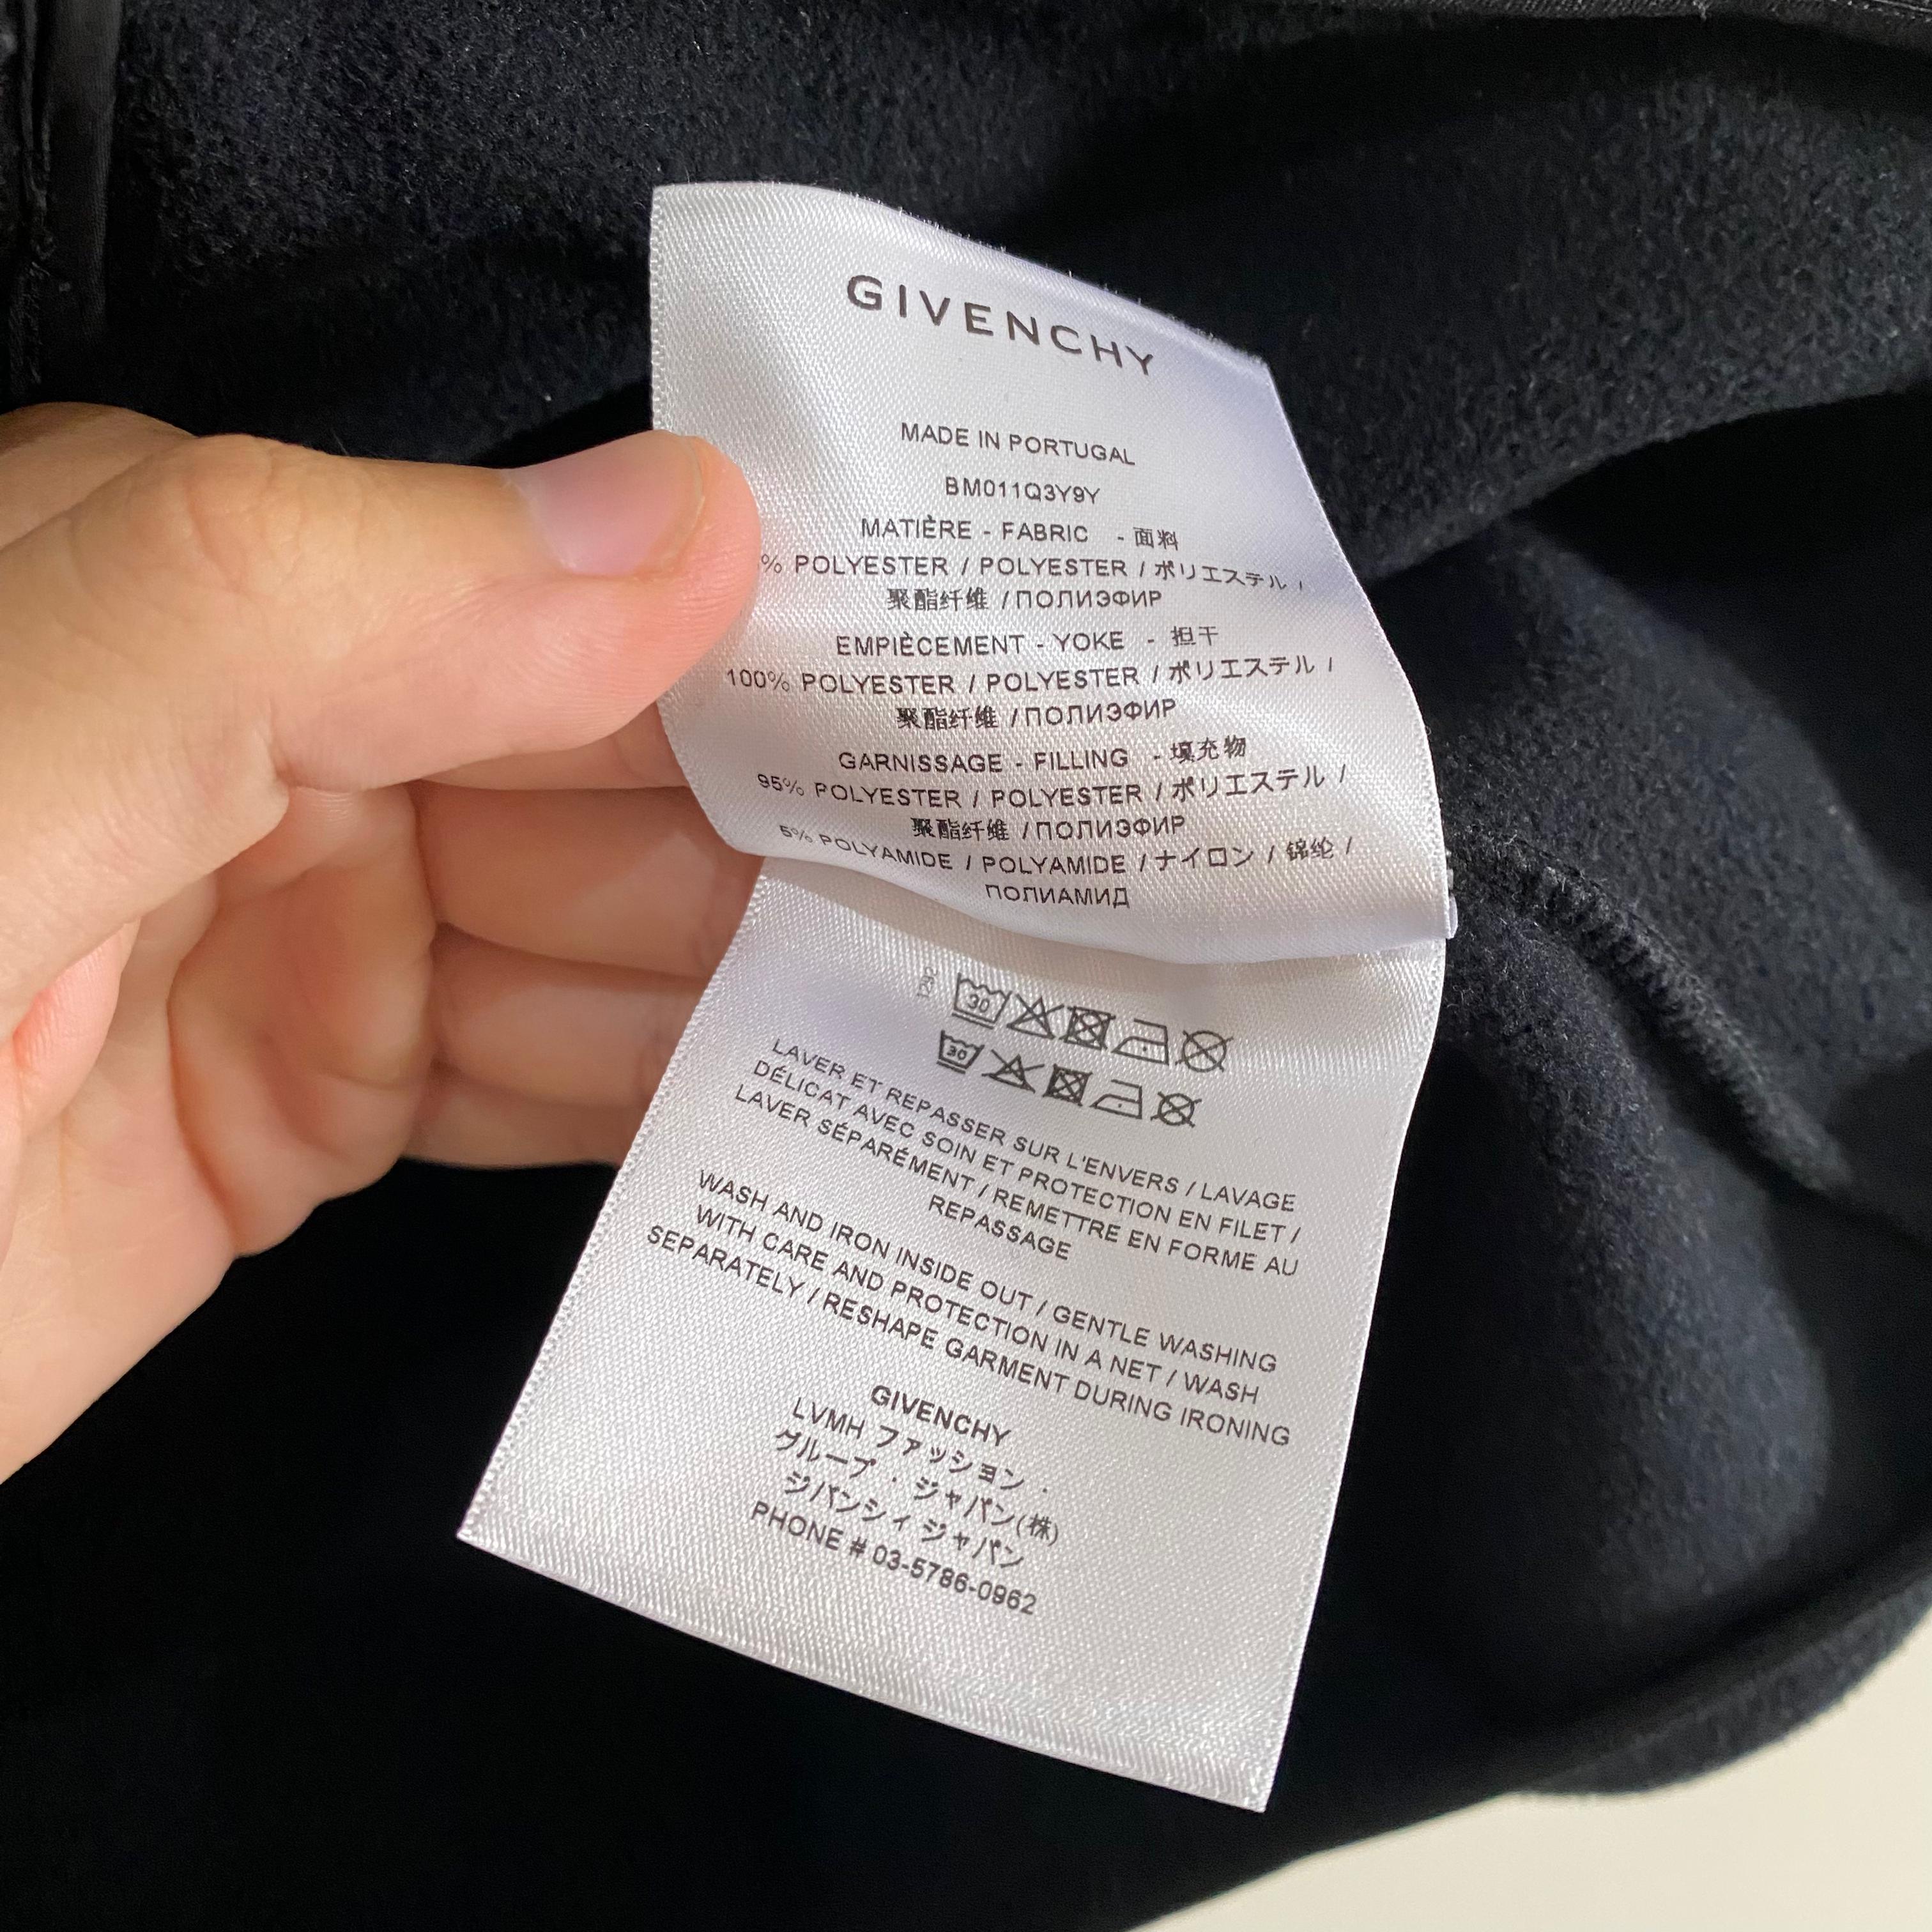 GIVENCHY
MADE IN PORTUGAL
BM011Q3Y9Y
MATIÈRE - FABRIC - 面料
% POLYESTER / POLYESTER / ポリエステル /
聚酯纤维 / ПОЛИЭФИР
EMPIÈCEMENT - YOKE - 担干
100% POLYESTER / POLYESTER / ポリエステル /
聚酯纤维 / ПОЛИЭФИР
GARNISSAGE - FILLING - 填充物
95% POLYESTER / POLYESTER / ポリエステル /
聚酯纤维 / ПОЛИЭФИР
5% POLYAMIDE / POLYAMIDE / ナイロン / 锦纶 /
ПОЛИАМИД
30
30
LAVER ET REPASSER SUR L'ENVERS / LAVAGE
DÉLICAT AVEC SOIN ET PROTECTION EN FILET /
LAVER SÉPARÉMENT / REMETTRE EN FORME AU
REPASSAGE
WASH AND IRON INSIDE OUT / GENTLE WASHING
WITH CARE AND PROTECTION IN A NET / WASH
SEPARATELY / RESHAPE GARMENT DURING IRONING
GIVENCHY
LVMH ファッション ·
グループ · ジャパン(株)
ジバンシィ ジャパン
PHONE # 03-5786-0962